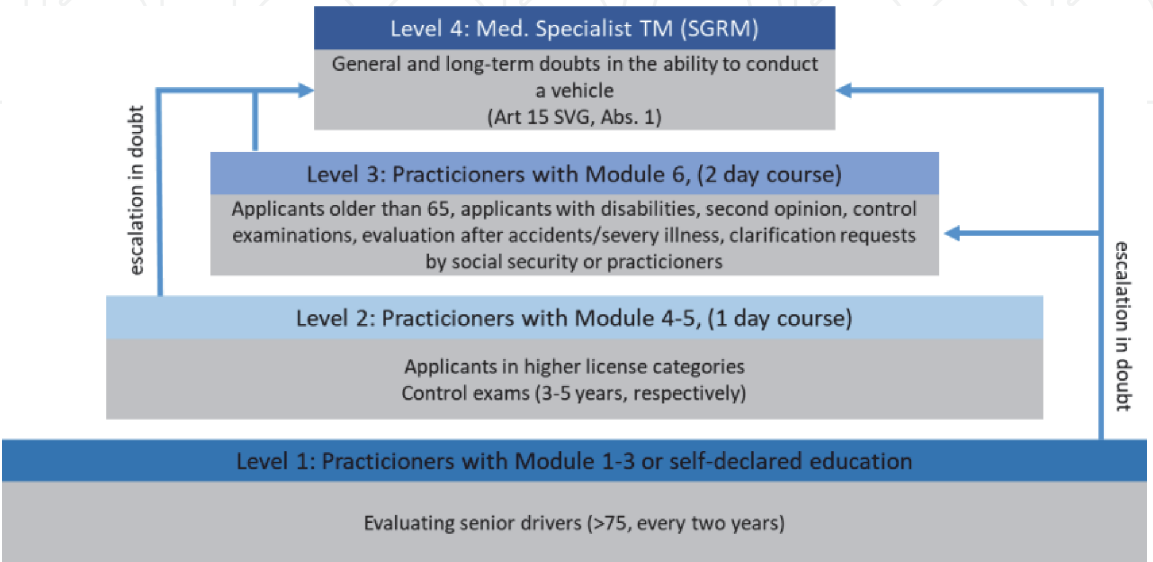 Level 4: Med. Specialist TM (SGRM)
General and long-term doubts in the ability to conduct
a vehicle
(Art 15 SVG, Abs. 1)
escalation in doubt
Level 3: Practicioners with Module 6, (2 day course)
Applicants older than 65, applicants with disabilities, second opinion, control
examinations, evaluation after accidents/severy illness, clarification requests
by social security or practicioners
escalation in doubt
Level 2: Practicioners with Module 4-5, (1 day course)
Applicants in higher license categories
Control exams (3-5 years, respectively)
Level 1: Practicioners with Module 1-3 or self-declared education
Evaluating senior drivers (>75, every two years)